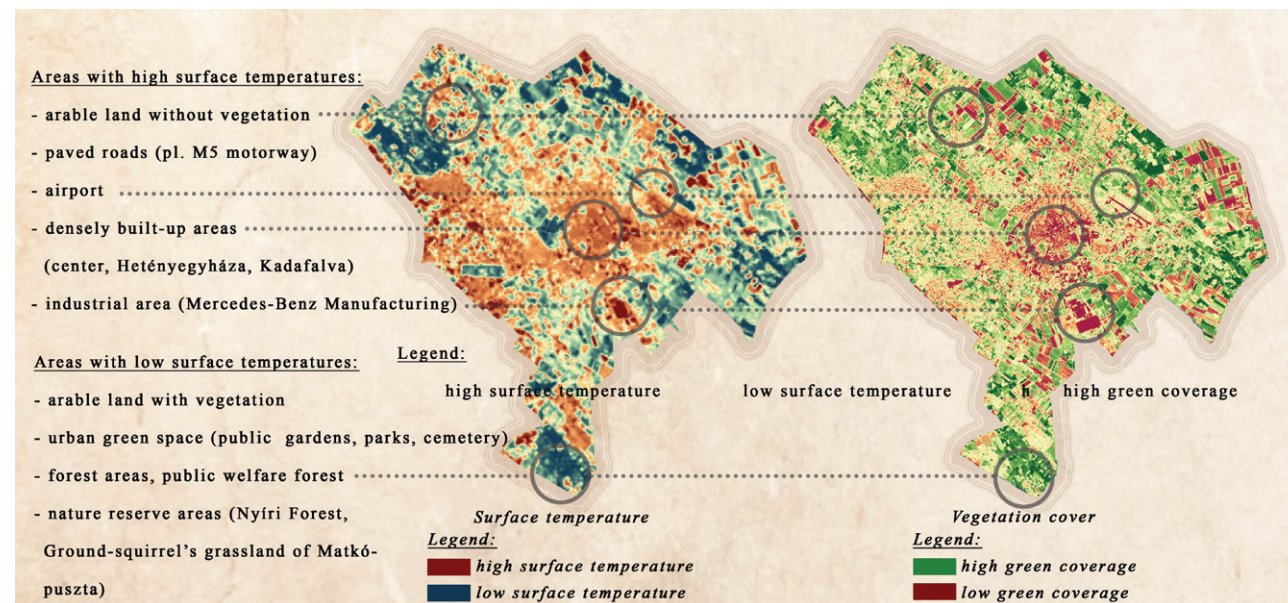 Areas with high surface temperatures:
- arable land without vegetation
- paved roads (pl. M5 motorway)
- airport
- densely built-up areas
(center, Hetényegyháza, Kadafalva)
- industrial area (Mercedes-Benz Manufacturing)
Areas with low surface temperatures:
- arable land with vegetation
- urban green space (public gardens, parks, cemetery)
- forest areas, public welfare forest
- nature reserve areas (Nyíri Forest,
Ground-squirrel's grassland of Matkó-
puszta)
Legend:
high surface temperature
low surface temperature
h
high green coverage
Surface temperature
Legend:
high surface temperature
low surface temperature
Vegetation cover
Legend:
high green coverage
low green coverage